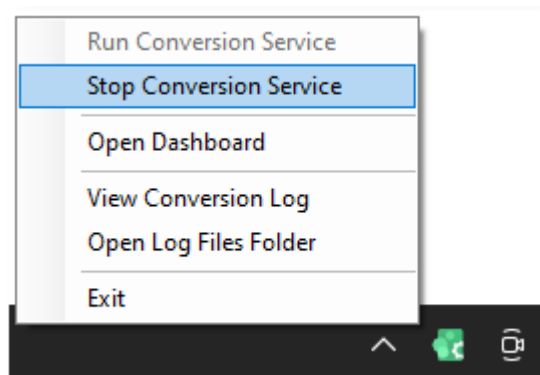 Run Conversion Service
Stop Conversion Service
Open Dashboard
View Conversion Log
Open Log Files Folder
Exit